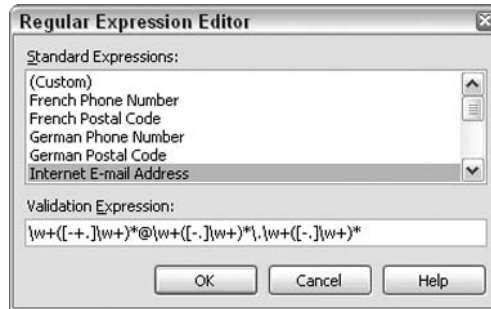 Regular Expression Editor
Standard Expressions:
(Custom)
French Phone Number
French Postal Code
German Phone Number
German Postal Code
Internet E-mail Address
Validation Expression:
\w+([-+.]\w+)*@\w+([-.]\w+)*\.\w+([-.]\w+)*
OK Cancel Help